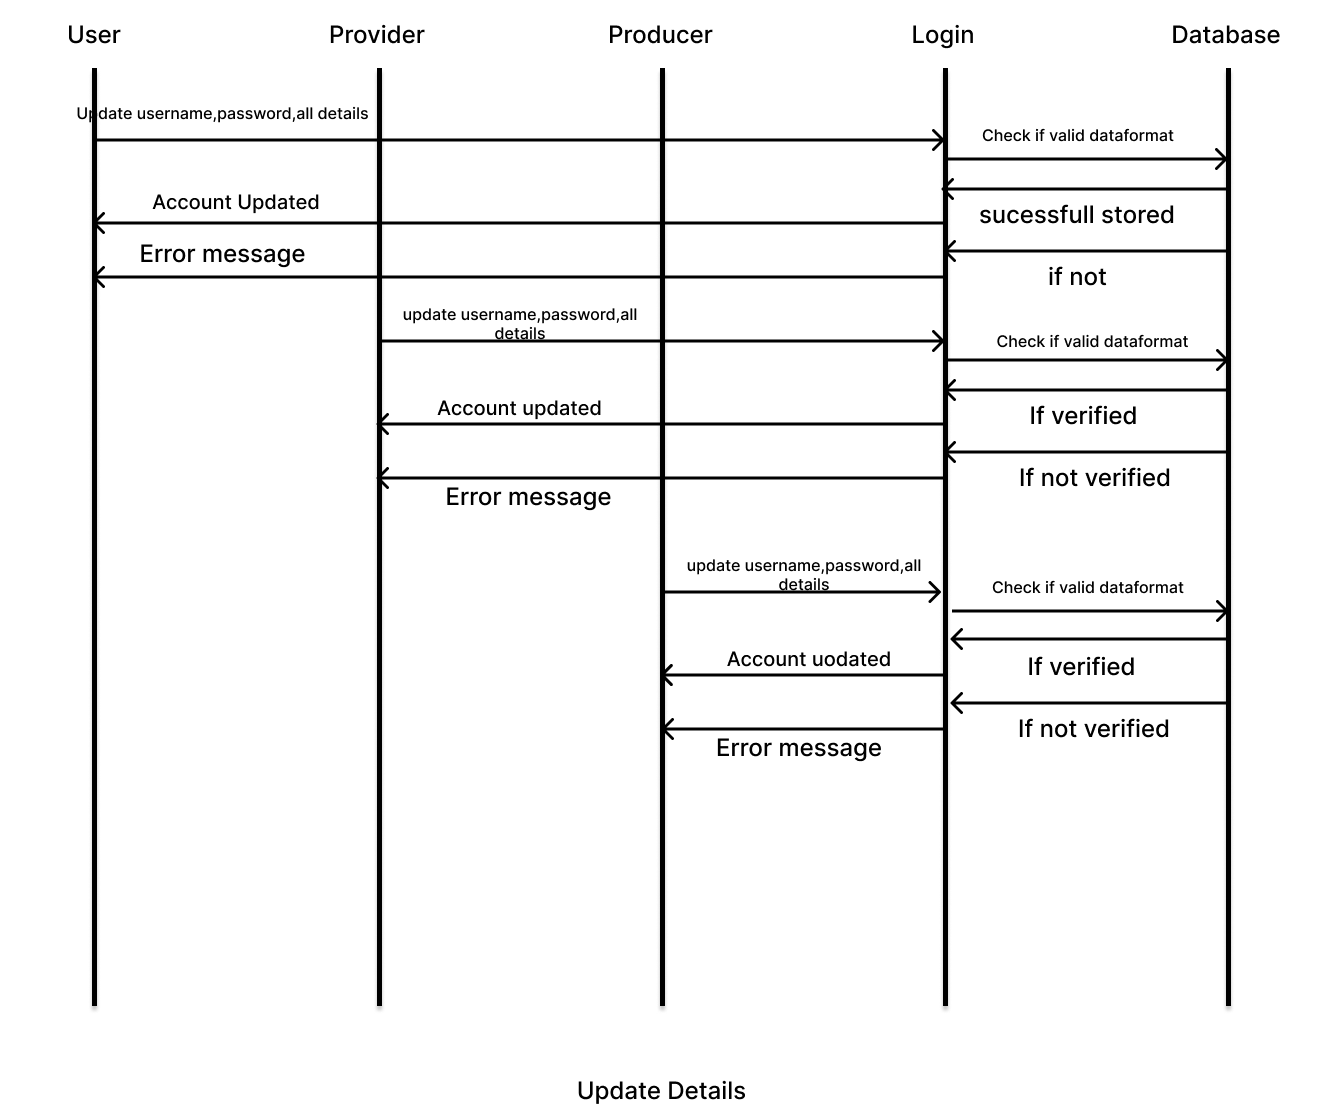 User
Provider
Producer
Login
Database
Update username,password,all details
Check if valid dataformat
Account Updated
sucessfull stored
Error message
if not
update username,password,all
details
Check if valid dataformat
Account updated
If verified
If not verified
Error message
update username,password,all
details
Check if valid dataformat
Account uodated
If verified
If not verified
Error message
Update Details